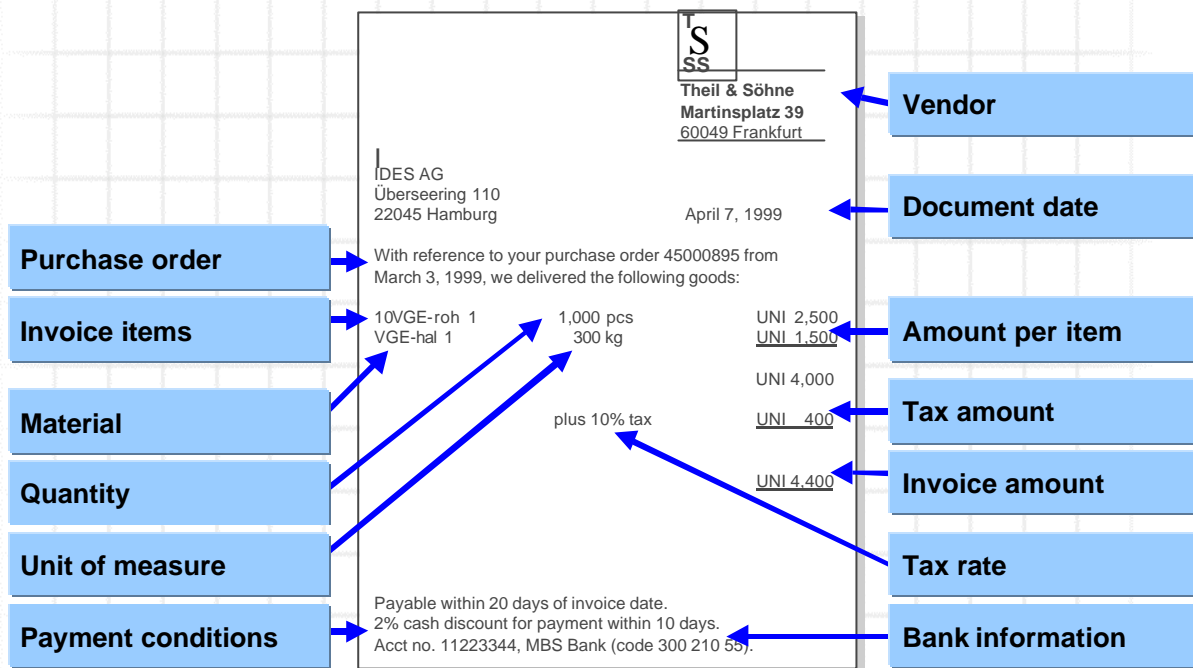 T
S
SS
Theil & Söhne
Martinsplatz 39
60049 Frankfurt
Vendor
IDES AG
Überseering 110
22045 Hamburg
April 7, 1999
Document date
Purchase order
With reference to your purchase order 45000895 from
March 3, 1999, we delivered the following goods:
Invoice items
10VGE-roh 1 1,000 pcs UNI 2,500
VGE-hal 1 300 kg UNI 1,500
Amount per item
UNI 4,000
Material
plus 10% tax UNI 400
Tax amount
Quantity
UNI 4,400
Invoice amount
Unit of measure
Tax rate
Payment conditions
Payable within 20 days of invoice date.
2% cash discount for payment within 10 days.
Acct no. 11223344, MBS Bank (code 300 210 55).
Bank information